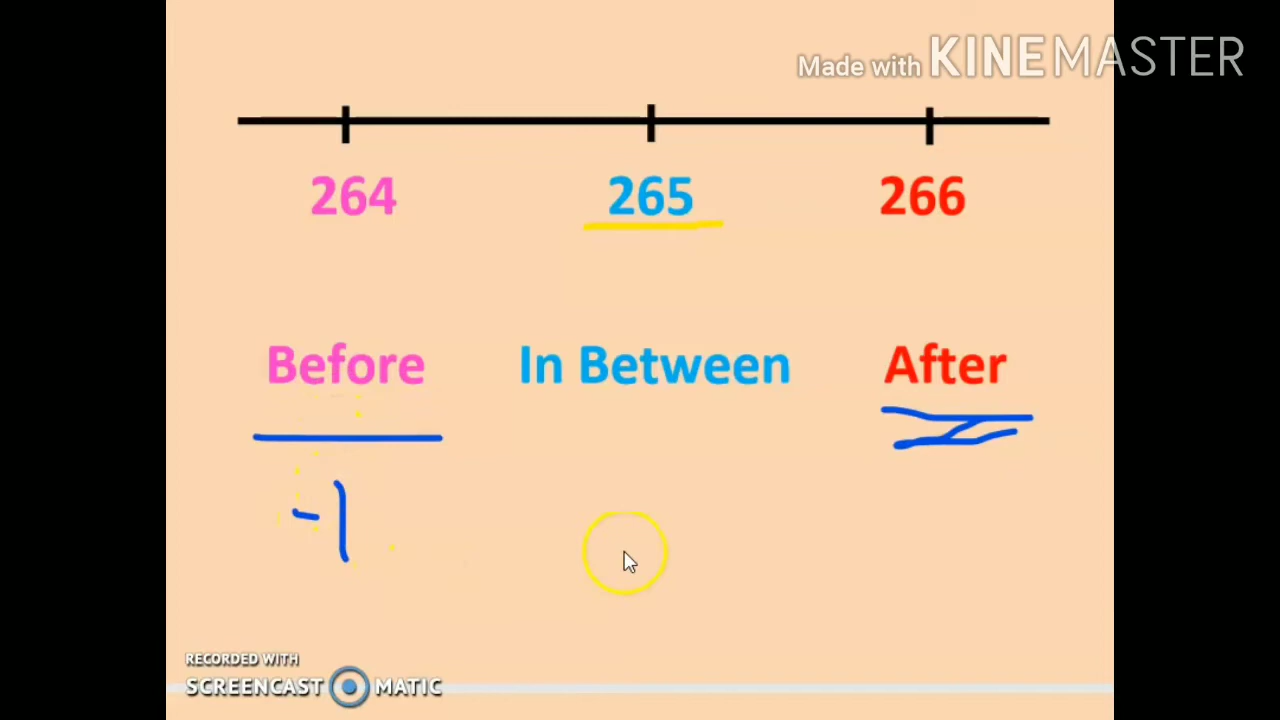 Made with KINEMASTER
264 265 266
Before In Between After
-1
RECORDED WITH
SCREENCAST MATIC